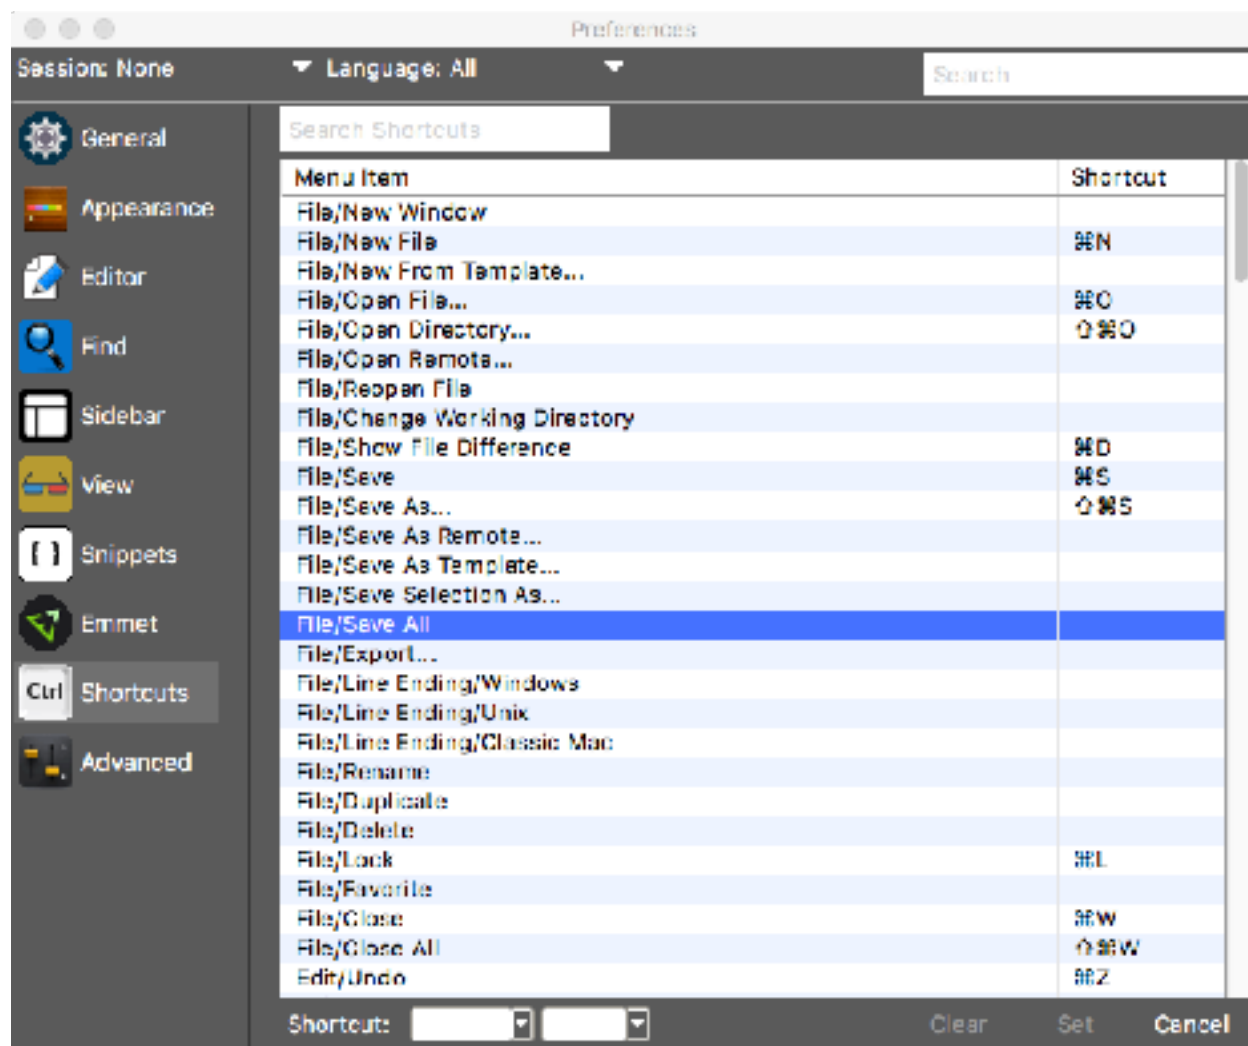 Preferences
Session: None Language: All Search
General
Appearance
Editor
Find
Sidebar
View
Snippets
Emmet
Ctrl Shortcuts
Advanced
Search Shortcuts
Menu Item Shortcut
File/New Window
File/New File ⌘N
File/New From Template...
File/Open File... ⌘O
File/Open Directory... ⇧⌘O
File/Open Remote...
File/Reopen File
File/Change Working Directory
File/Show File Difference ⌘D
File/Save ⌘S
File/Save As... ⇧⌘S
File/Save As Remote...
File/Save As Template...
File/Save Selection As...
File/Save All
File/Export...
File/Line Ending/Windows
File/Line Ending/Unix
File/Line Ending/Classic Mac
File/Rename
File/Duplicate
File/Delete
File/Lock ⌘L
File/Favorite
File/Close ⌘W
File/Close All ⇧⌘W
Edit/Undo ⌘Z
Shortcut: Clear Set Cancel